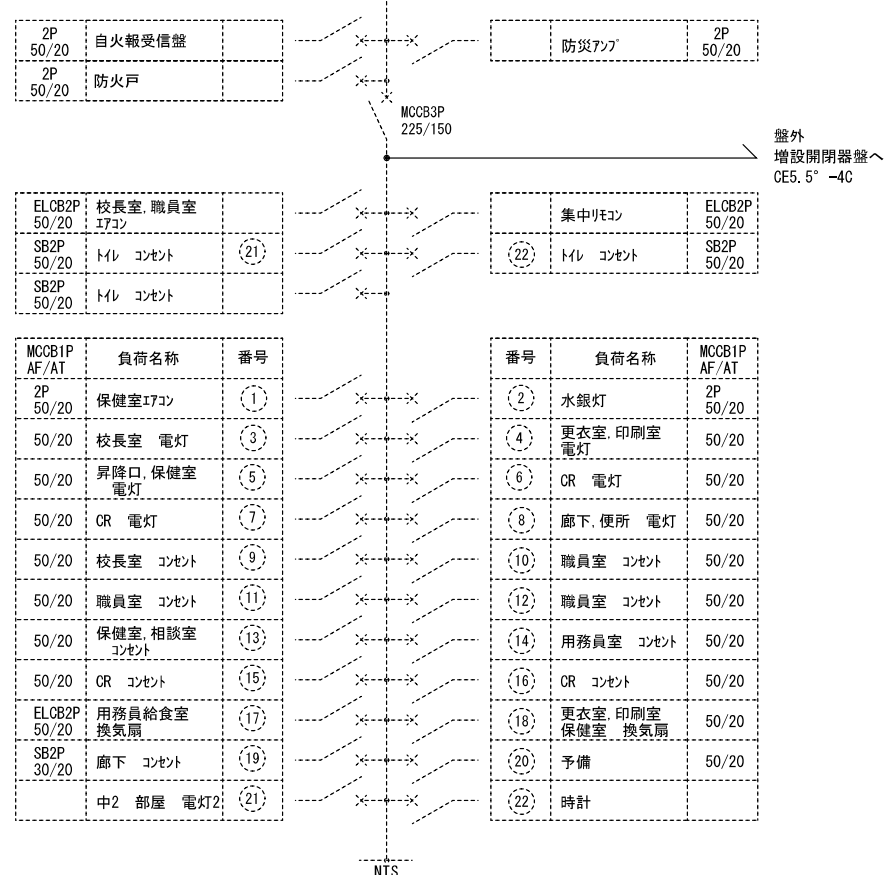 2P
50/20
自火報受信盤
防災ｱﾝﾌﾟ
2P
50/20
2P
50/20
防火戸
MCCB3P
225/150
盤外
増設開閉器盤へ
CE5.5°-4C
ELCB2P
50/20
校長室,職員室
ｴｱｺﾝ
集中ﾘﾓｺﾝ
ELCB2P
50/20
SB2P
50/20
ﾄｲﾚ ｺﾝｾﾝﾄ
21
22
ﾄｲﾚ ｺﾝｾﾝﾄ
SB2P
50/20
SB2P
50/20
ﾄｲﾚ ｺﾝｾﾝﾄ
MCCB1P
AF/AT
負荷名称
番号
番号
負荷名称
MCCB1P
AF/AT
2P
50/20
保健室ｴｱｺﾝ
1
2
水銀灯
2P
50/20
50/20
校長室 電灯
3
4
更衣室,印刷室
電灯
50/20
50/20
昇降口,保健室
電灯
5
6
CR 電灯
50/20
50/20
CR 電灯
7
8
廊下,便所 電灯
50/20
50/20
校長室 ｺﾝｾﾝﾄ
9
10
職員室 ｺﾝｾﾝﾄ
50/20
50/20
職員室 ｺﾝｾﾝﾄ
11
12
職員室 ｺﾝｾﾝﾄ
50/20
50/20
保健室,相談室
ｺﾝｾﾝﾄ
13
14
用務員室 ｺﾝｾﾝﾄ
50/20
50/20
CR ｺﾝｾﾝﾄ
15
16
CR ｺﾝｾﾝﾄ
50/20
ELCB2P
50/20
用務員給食室
換気扇
17
18
更衣室,印刷室
保健室 換気扇
50/20
SB2P
30/20
廊下 ｺﾝｾﾝﾄ
19
20
予備
50/20
中2 部屋 電灯2
21
22
時計
NTS